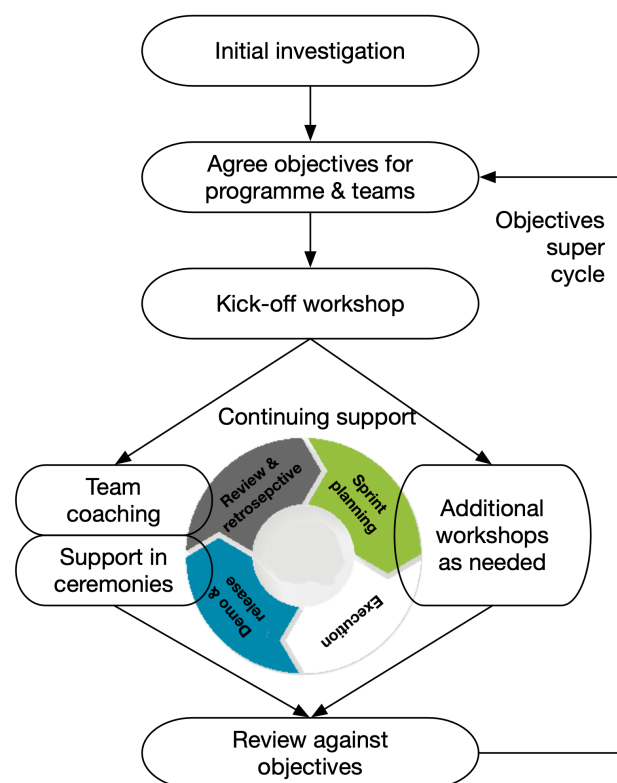 Initial investigation
Agree objectives for
programme & teams
Objectives
super
cycle
Kick-off workshop
Continuing support
Team
coaching
Support in
ceremonies
Review &
retrosepctive
Sprint
planning
Demo &
release
Execution
Additional
workshops
as needed
Review against
objectives